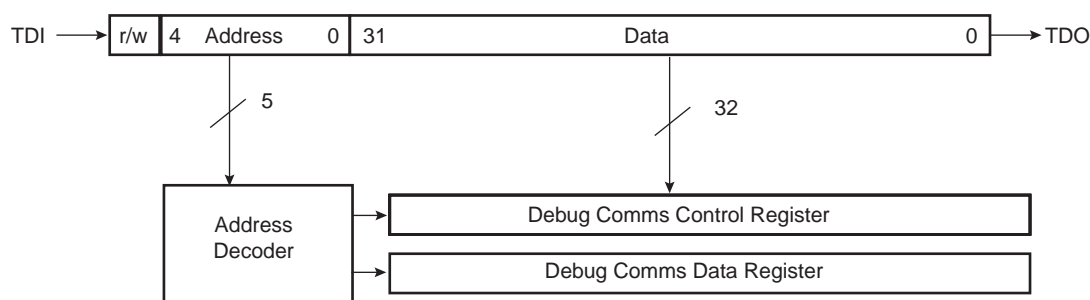 TDI r/w 4 Address 0 31 Data 0 TDO
5
32
Address
Decoder
Debug Comms Control Register
Debug Comms Data Register